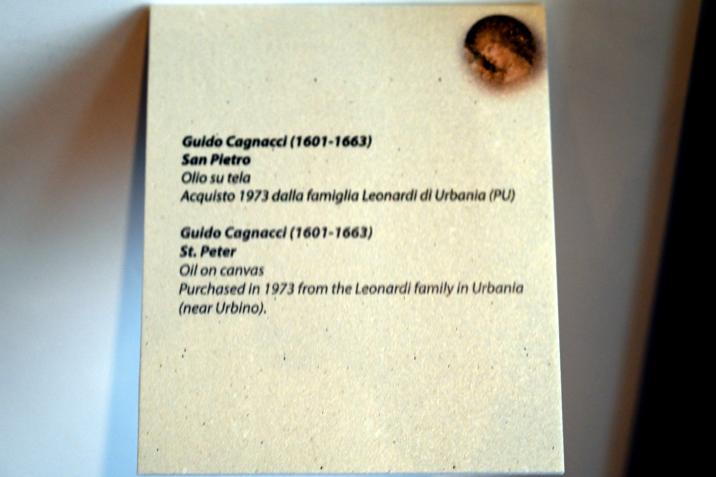 Guido Cagnacci (1601-1663)
San Pietro
Olio su tela
Acquisto 1973 dalla famiglia Leonardi di Urbania (PU)
Guido Cagnacci (1601-1663)
St. Peter
Oil on canvas
Purchased in 1973 from the Leonardi family in Urbania
(near Urbino).